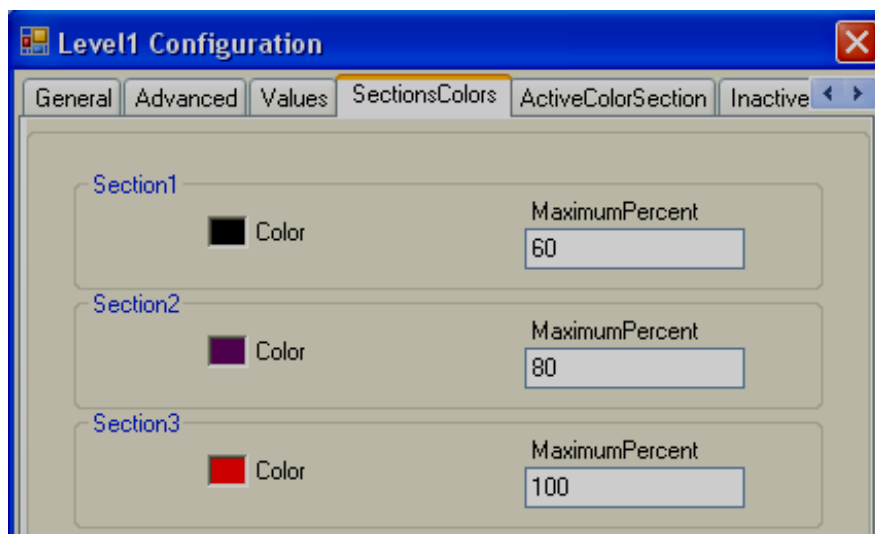 Level1 Configuration
General Advanced Values SectionsColors ActiveColorSection Inactive
Section1
MaximumPercent
Color
60
Section2
MaximumPercent
Color
80
Section3
MaximumPercent
Color
100